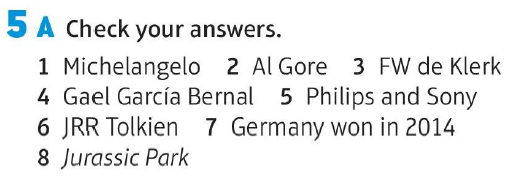 5 A Check your answers.
1 Michelangelo 2 Al Gore 3 FW de Klerk
4 Gael García Bernal 5 Philips and Sony
6 JRR Tolkien 7 Germany won in 2014
8 Jurassic Park